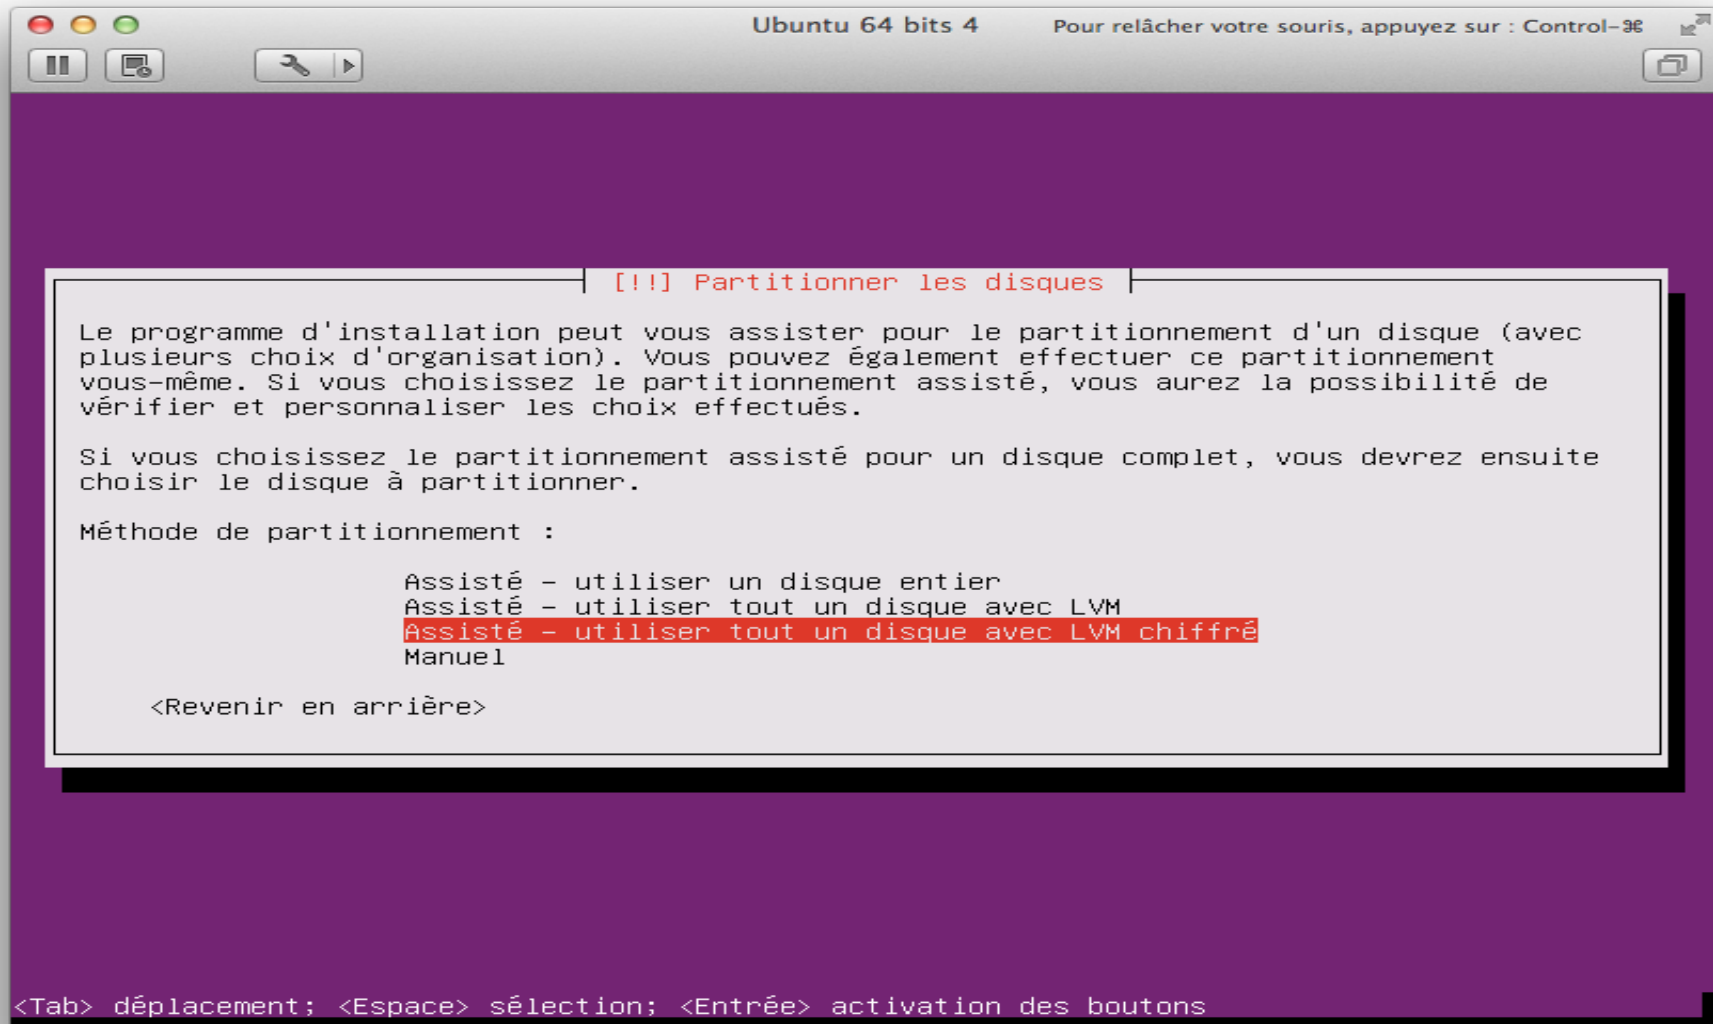 Ubuntu 64 bits 4 Pour relâcher votre souris, appuyez sur : Control-⌘
[!!] Partitionner les disques
Le programme d'installation peut vous assister pour le partitionnement d'un disque (avec
plusieurs choix d'organisation). Vous pouvez également effectuer ce partitionnement
vous-même. Si vous choisissez le partitionnement assisté, vous aurez la possibilité de
vérifier et personnaliser les choix effectués.
Si vous choisissez le partitionnement assisté pour un disque complet, vous devrez ensuite
choisir le disque à partitionner.
Méthode de partitionnement :
Assisté - utiliser un disque entier
Assisté - utiliser tout un disque avec LVM
Assisté - utiliser tout un disque avec LVM chiffré
Manuel
<Revenir en arrière>
<Tab> déplacement; <Espace> sélection; <Entrée> activation des boutons